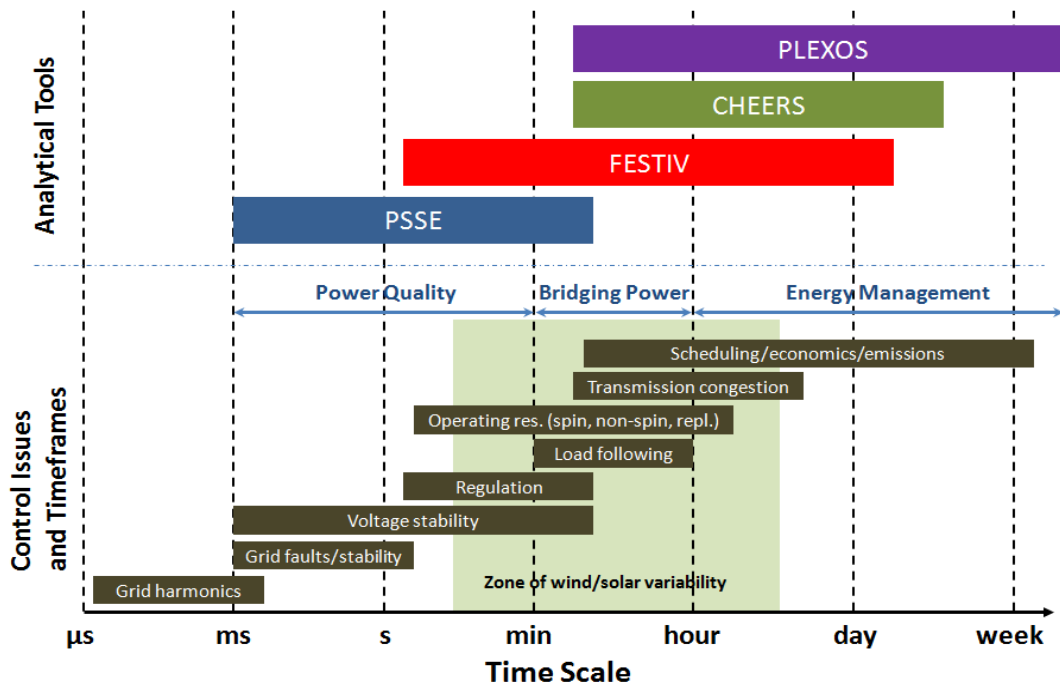 Analytical Tools
PLEXOS
CHEERS
FESTIV
PSSE
Power Quality
Bridging Power
Energy Management
Control Issues
and Timeframes
Scheduling/economics/emissions
Transmission congestion
Operating res. (spin, non-spin, repl.)
Load following
Regulation
Voltage stability
Grid faults/stability
Grid harmonics
Zone of wind/solar variability
μs
ms
s
min
hour
day
week
Time Scale